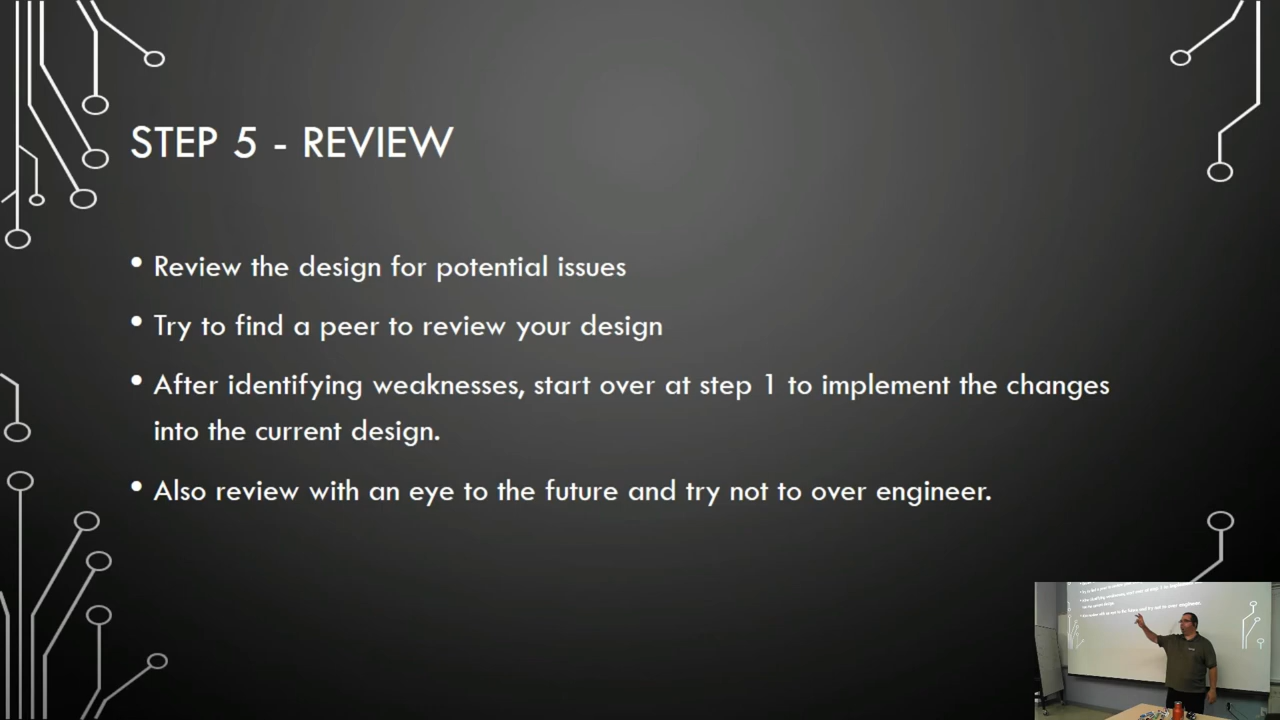 STEP 5 - REVIEW
• Review the design for potential issues
• Try to find a peer to review your design
• After identifying weaknesses, start over at step 1 to implement the changes
into the current design.
• Also review with an eye to the future and try not to over engineer.